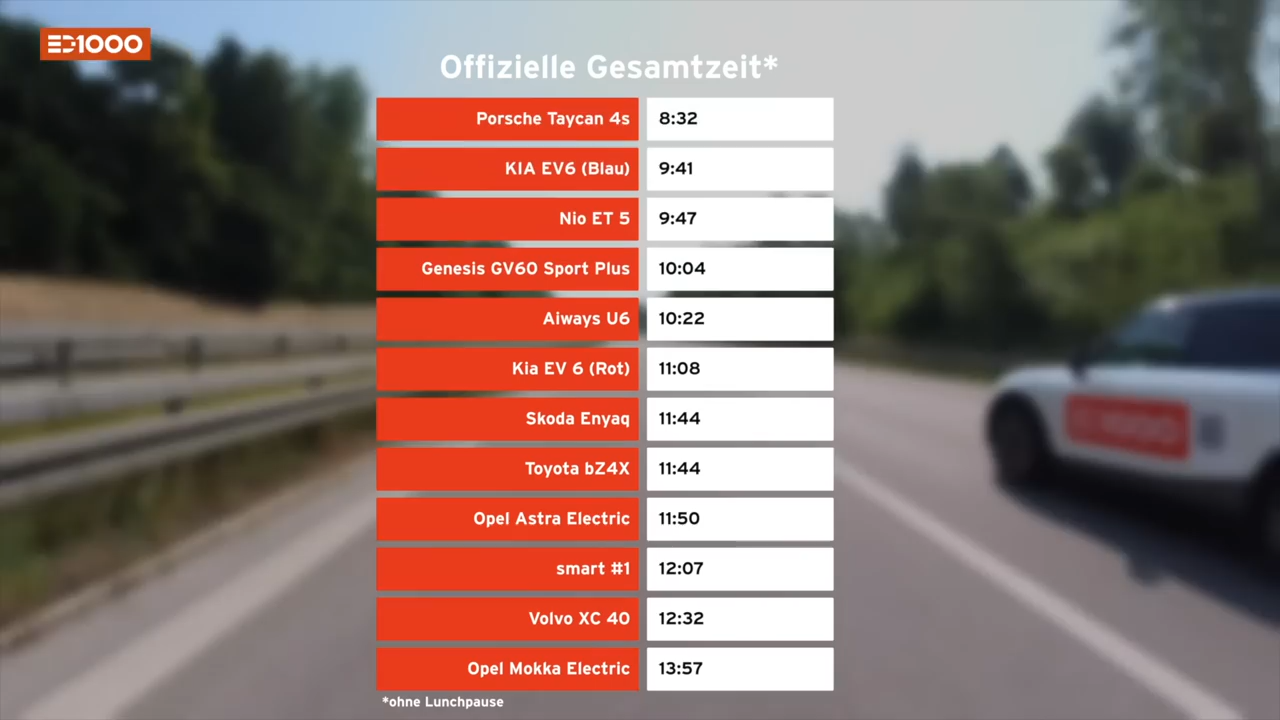 ED1000
Offizielle Gesamtzeit*
Porsche Taycan 4s 8:32
KIA EV6 (Blau) 9:41
Nio ET 5 9:47
Genesis GV60 Sport Plus 10:04
Aiways U6 10:22
Kia EV 6 (Rot) 11:08
Skoda Enyaq 11:44
Toyota bZ4X 11:44
Opel Astra Electric 11:50
smart #1 12:07
Volvo XC 40 12:32
Opel Mokka Electric 13:57
*ohne Lunchpause